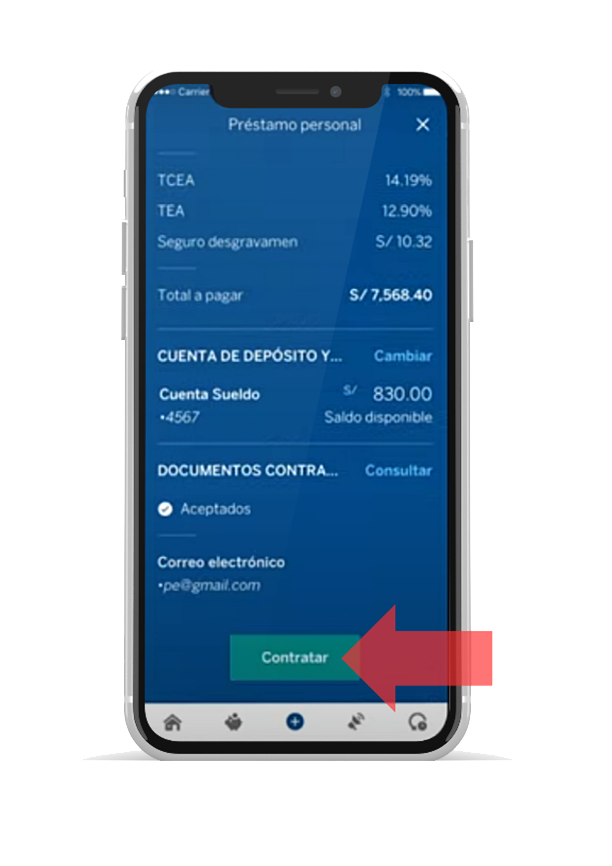 Carrier 100%
Préstamo personal
TCEA 14.19%
TEA 12.90%
Seguro desgravamen S/ 10.32
Total a pagar S/ 7,568.40
CUENTA DE DEPÓSITO Y... Cambiar
Cuenta Sueldo S/ 830.00
•4567 Saldo disponible
DOCUMENTOS CONTRA... Consultar
Aceptados
Correo electrónico
•pe@gmail.com
Contratar